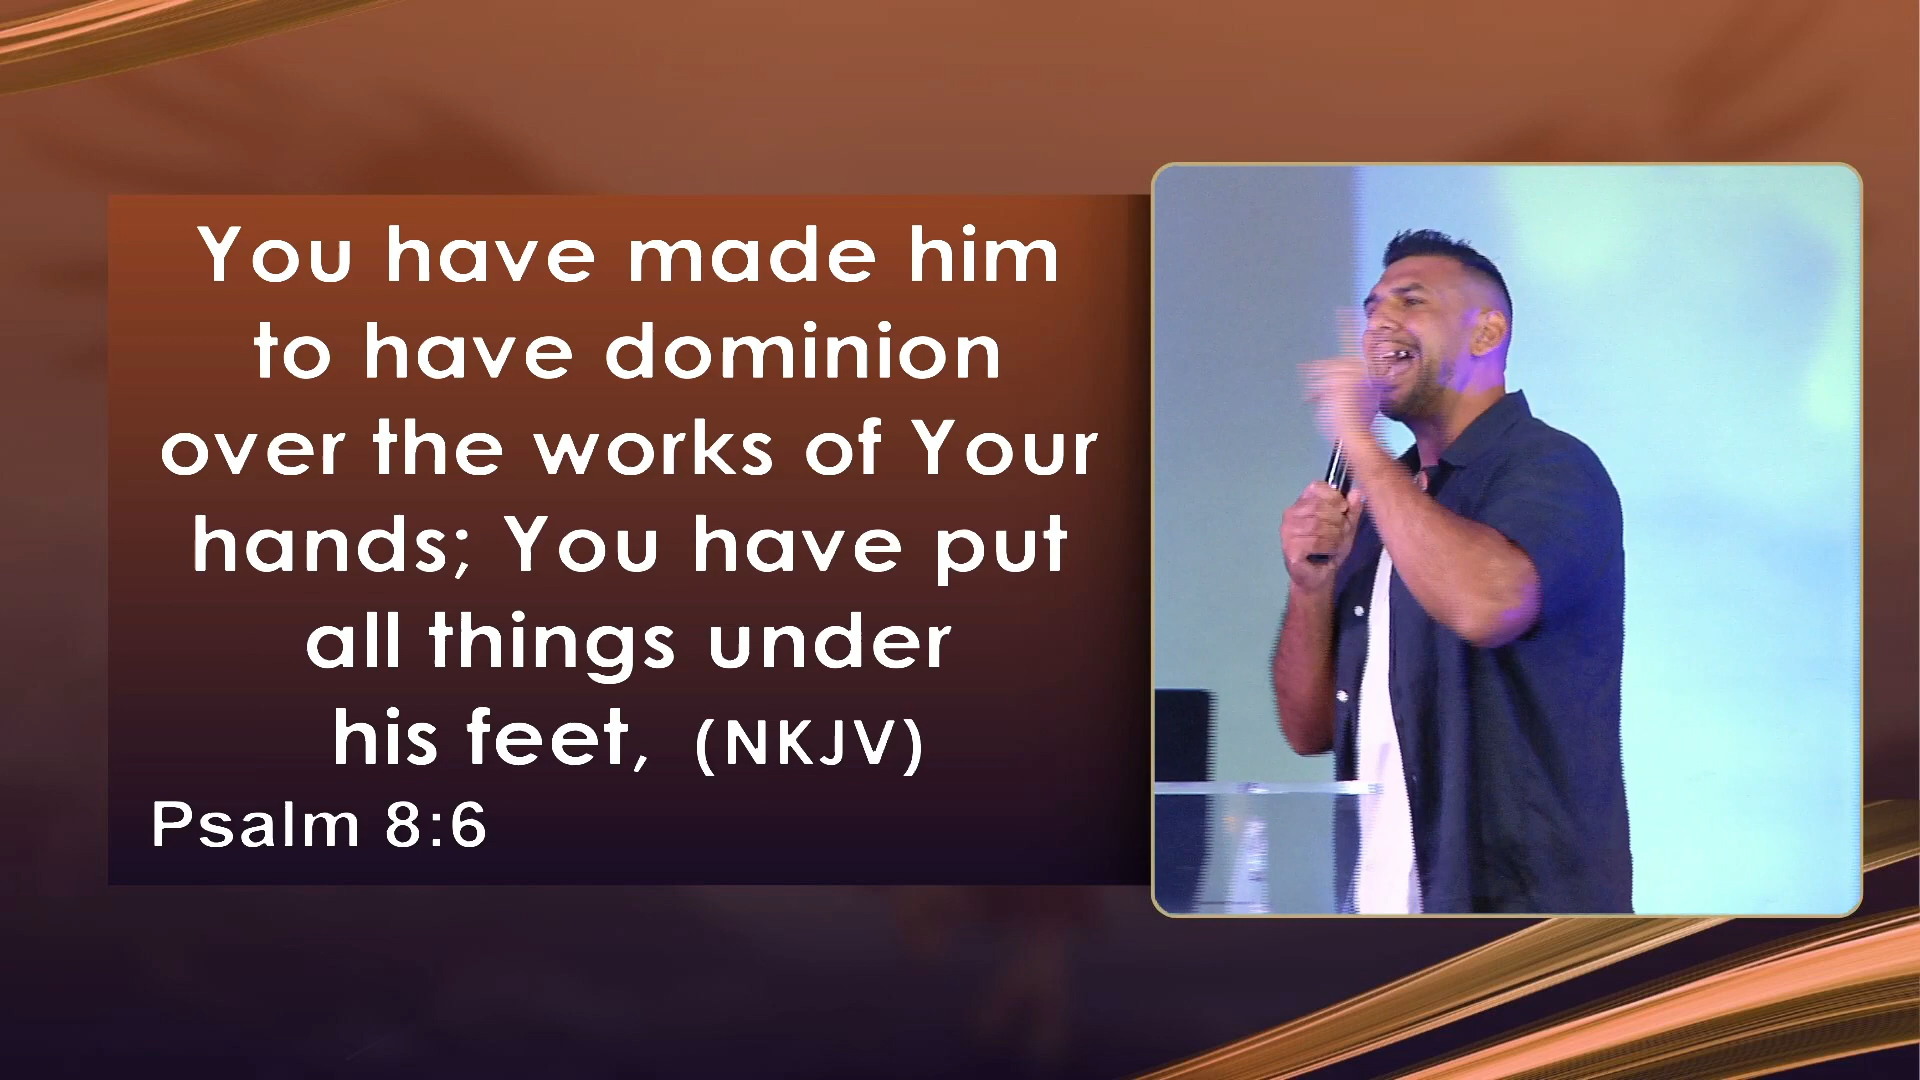 You have made him
to have dominion
over the works of Your
hands; You have put
all things under
his feet, (NKJV)
Psalm 8:6